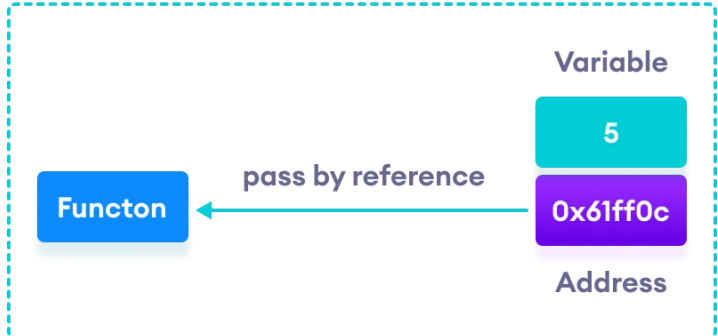 Variable
5
pass by reference
Functon
0x61ff0c
Address